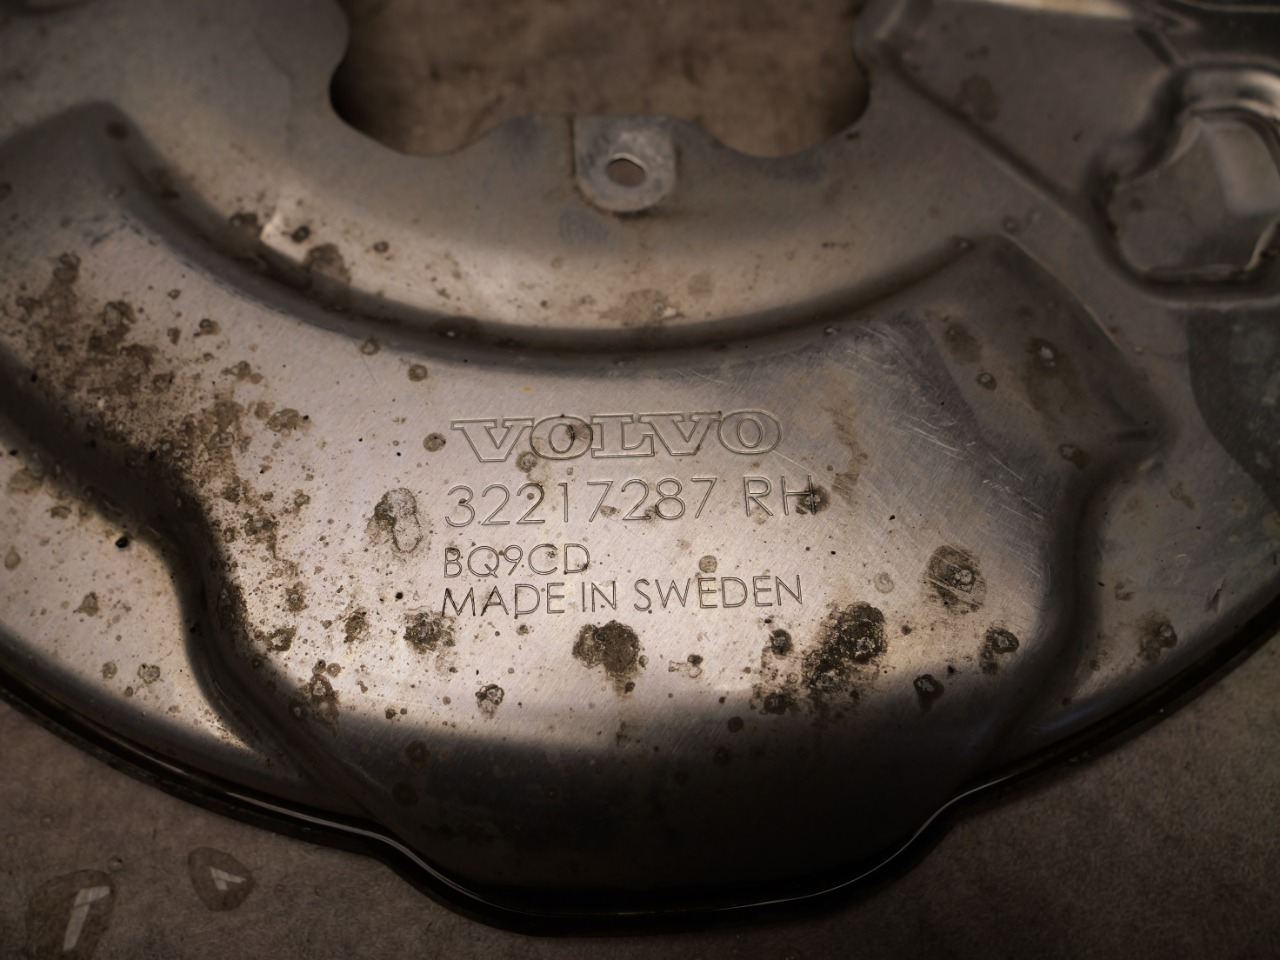 VOLVO
32217287 RH
BQ9CD
MADE IN SWEDEN